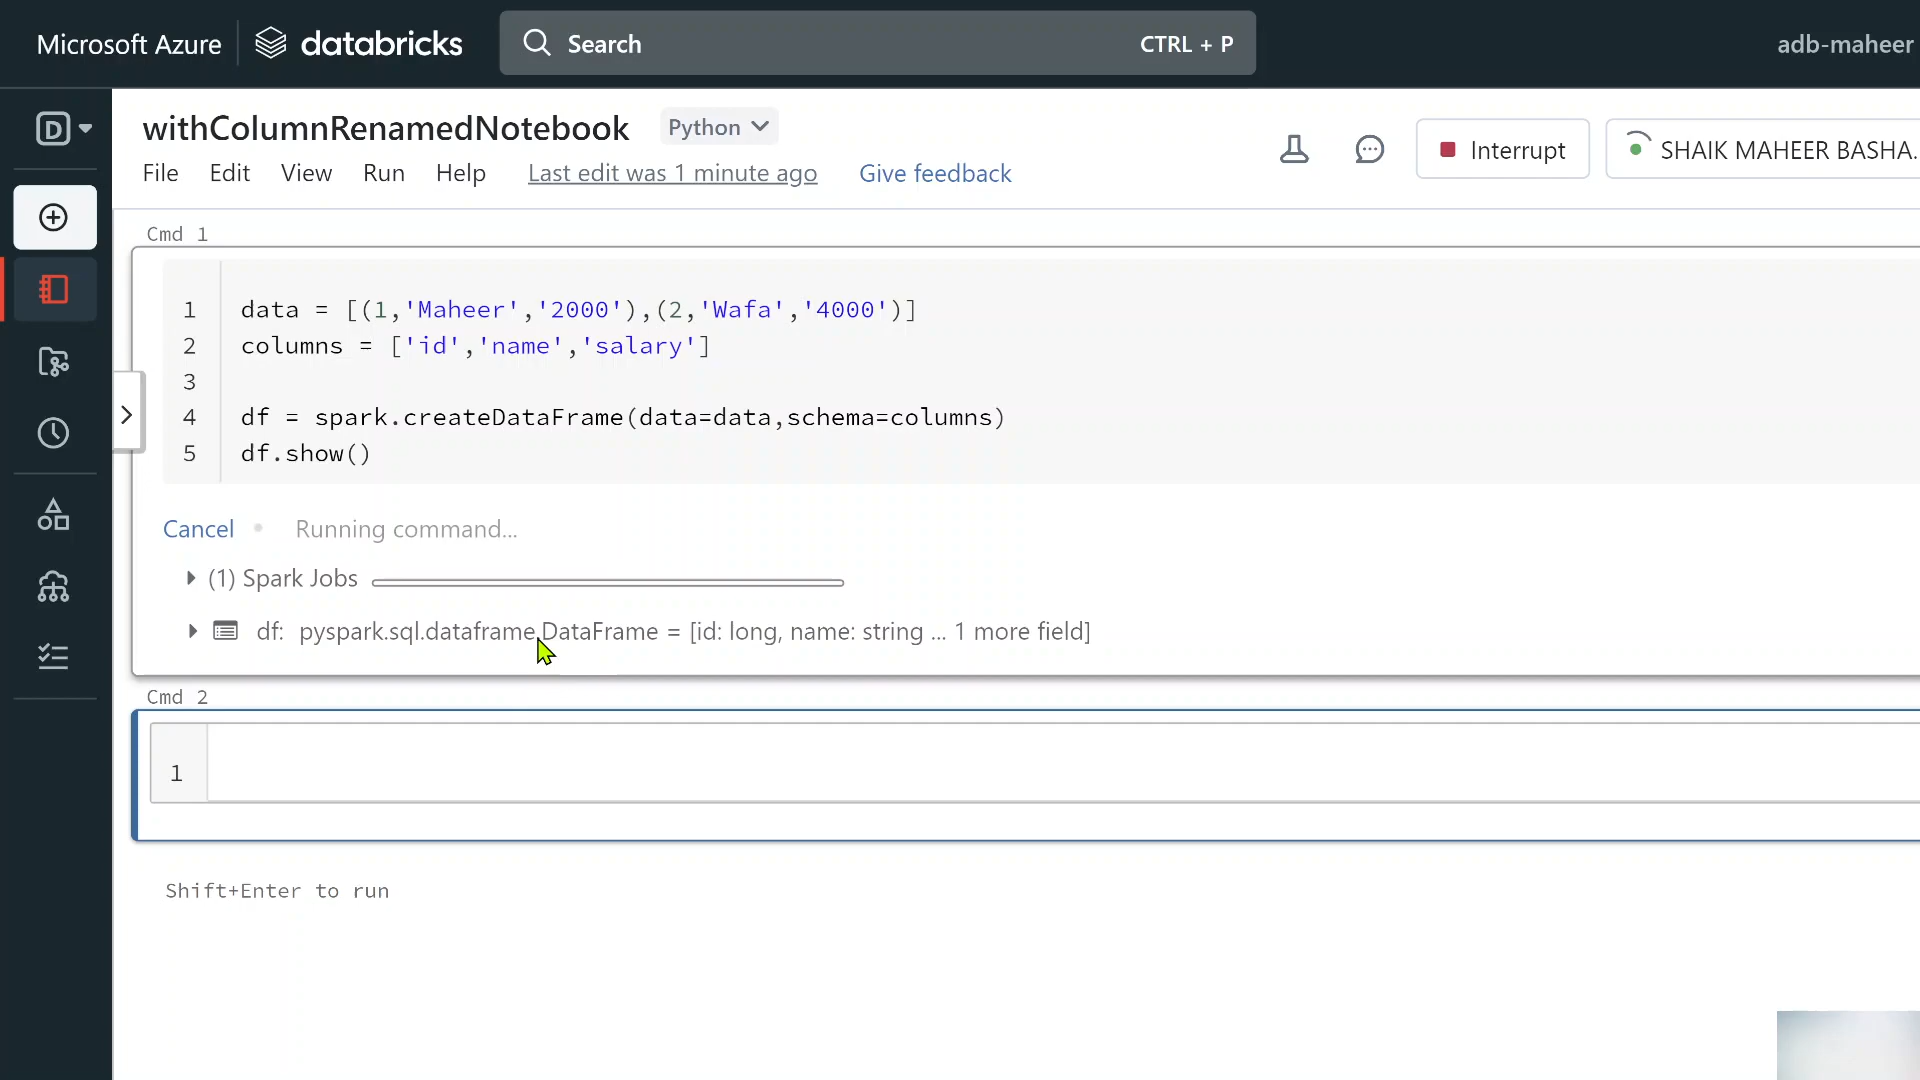 Microsoft Azure databricks Search CTRL + P adb-maheer
withColumnRenamedNotebook Python
File Edit View Run Help Last edit was 1 minute ago Give feedback
Interrupt SHAIK MAHEER BASHA.
Cmd 1
1 data = [(1,'Maheer','2000'),(2,'Wafa','4000')]
2 columns = ['id','name','salary']
3
4 df = spark.createDataFrame(data=data,schema=columns)
5 df.show()
Cancel • Running command...
(1) Spark Jobs
df: pyspark.sql.dataframe.DataFrame = [id: long, name: string ... 1 more field]
Cmd 2
1
Shift+Enter to run